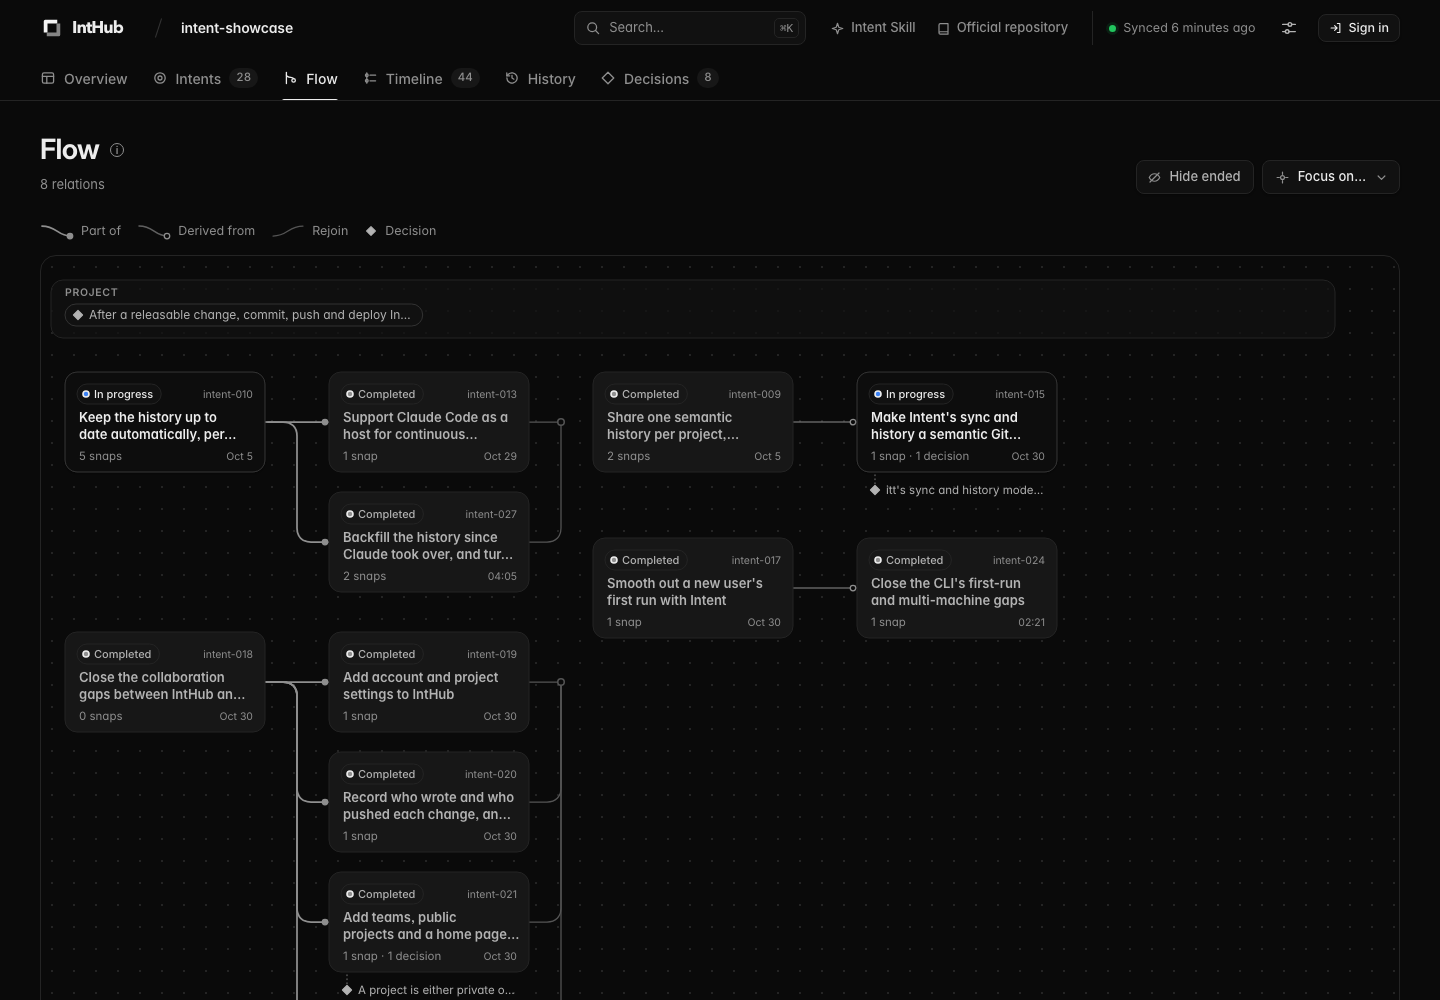 IntHub / intent-showcase
Search...
⌘K
Intent Skill
Official repository
Synced 6 minutes ago
Sign in
Overview
Intents 28
Flow
Timeline 44
History
Decisions 8
Flow
8 relations
Hide ended
Focus on...
Part of
Derived from
Rejoin
Decision
PROJECT
After a releasable change, commit, push and deploy In...
In progress intent-010
Keep the history up to
date automatically, per...
5 snaps Oct 5
Completed intent-013
Support Claude Code as a
host for continuous...
1 snap Oct 29
Completed intent-009
Share one semantic
history per project,...
2 snaps Oct 5
In progress intent-015
Make Intent's sync and
history a semantic Git...
1 snap · 1 decision Oct 30
itt's sync and history mode...
Completed intent-027
Backfill the history since
Claude took over, and tur...
2 snaps 04:05
Completed intent-017
Smooth out a new user's
first run with Intent
1 snap Oct 30
Completed intent-024
Close the CLI's first-run
and multi-machine gaps
1 snap 02:21
Completed intent-018
Close the collaboration
gaps between IntHub an...
0 snaps Oct 30
Completed intent-019
Add account and project
settings to IntHub
1 snap Oct 30
Completed intent-020
Record who wrote and who
pushed each change, an...
1 snap Oct 30
Completed intent-021
Add teams, public
projects and a home page...
1 snap · 1 decision Oct 30
A project is either private o...